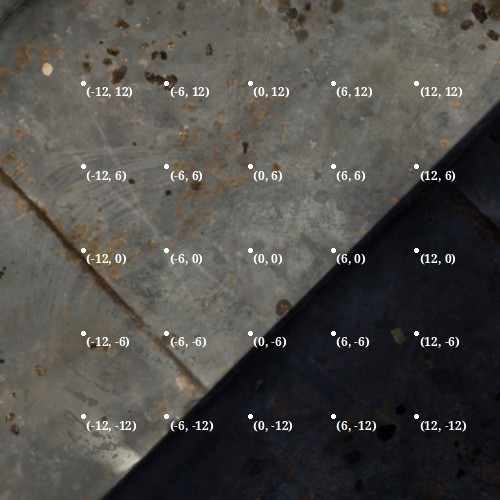 (-12, 12) (-6, 12) (0, 12) (6, 12) (12, 12)
(-12, 6) (-6, 6) (0, 6) (6, 6) (12, 6)
(-12, 0) (-6, 0) (0, 0) (6, 0) (12, 0)
(-12, -6) (-6, -6) (0, -6) (6, -6) (12, -6)
(-12, -12) (-6, -12) (0, -12) (6, -12) (12, -12)